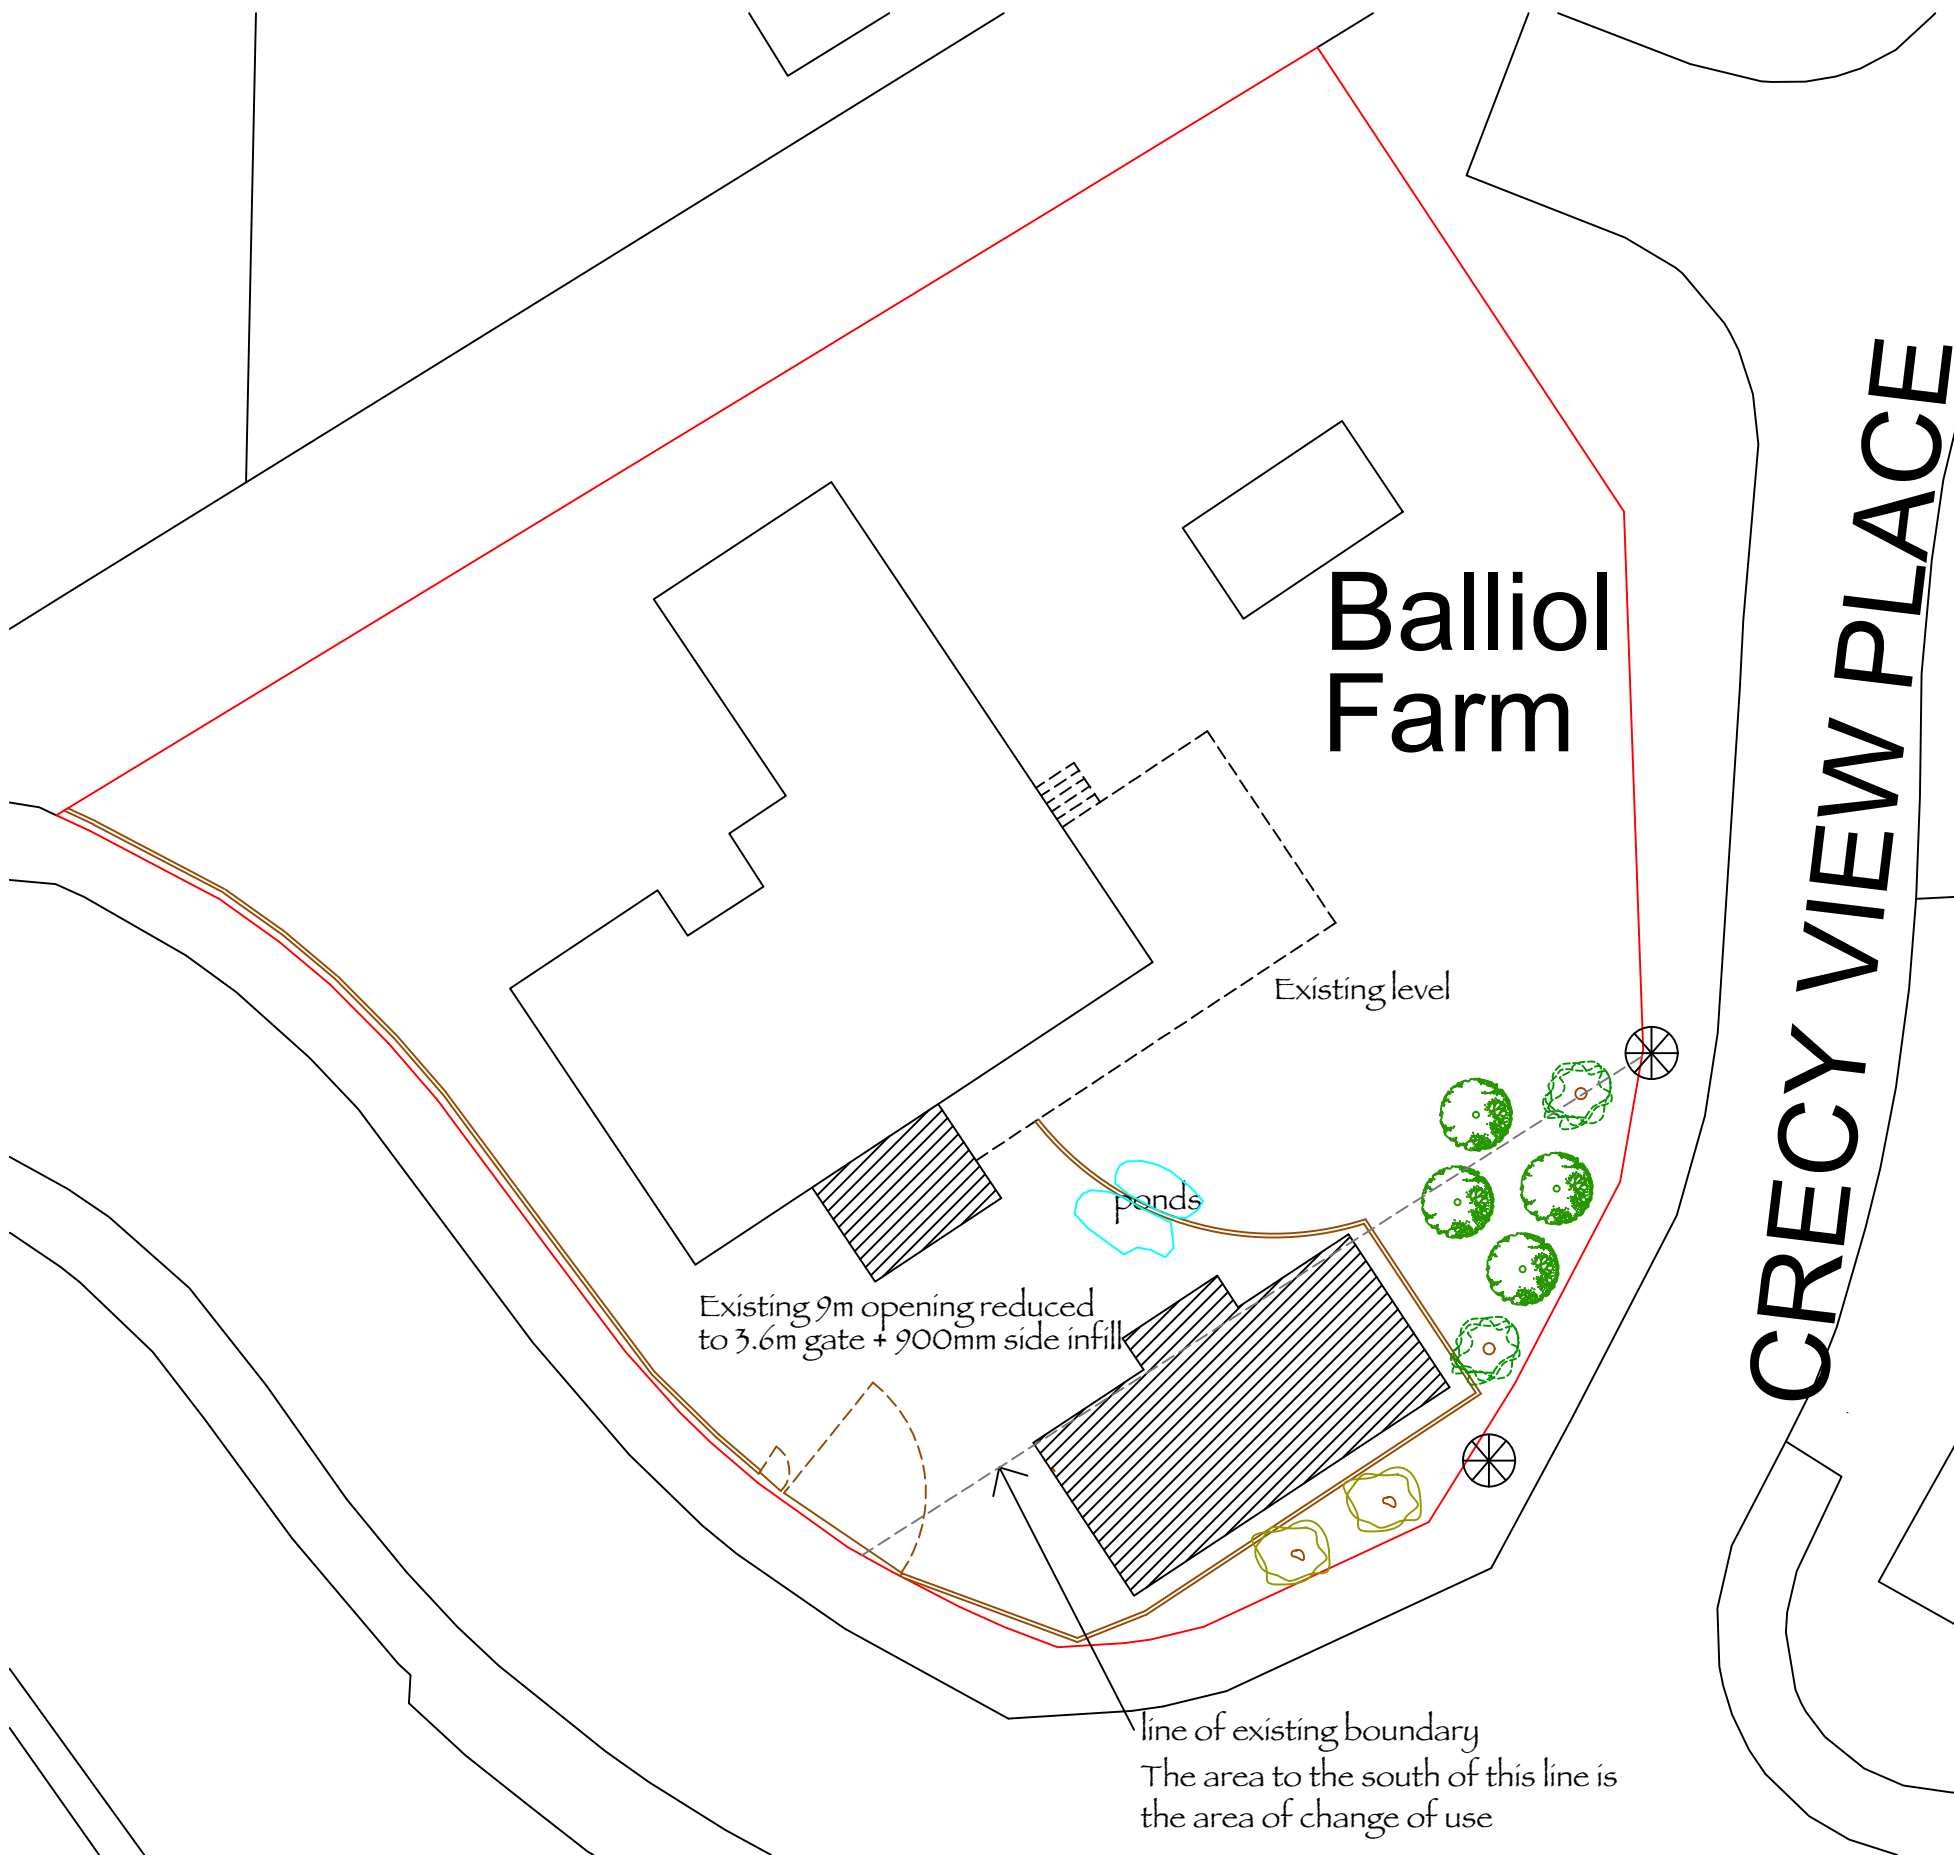 Balliol
Farm
CRECY VIEW PLACE
Existing level
ponds
Existing 9m opening reduced
to 3.6m gate + 900mm side infill
line of existing boundary
The area to the south of this line is
the area of change of use